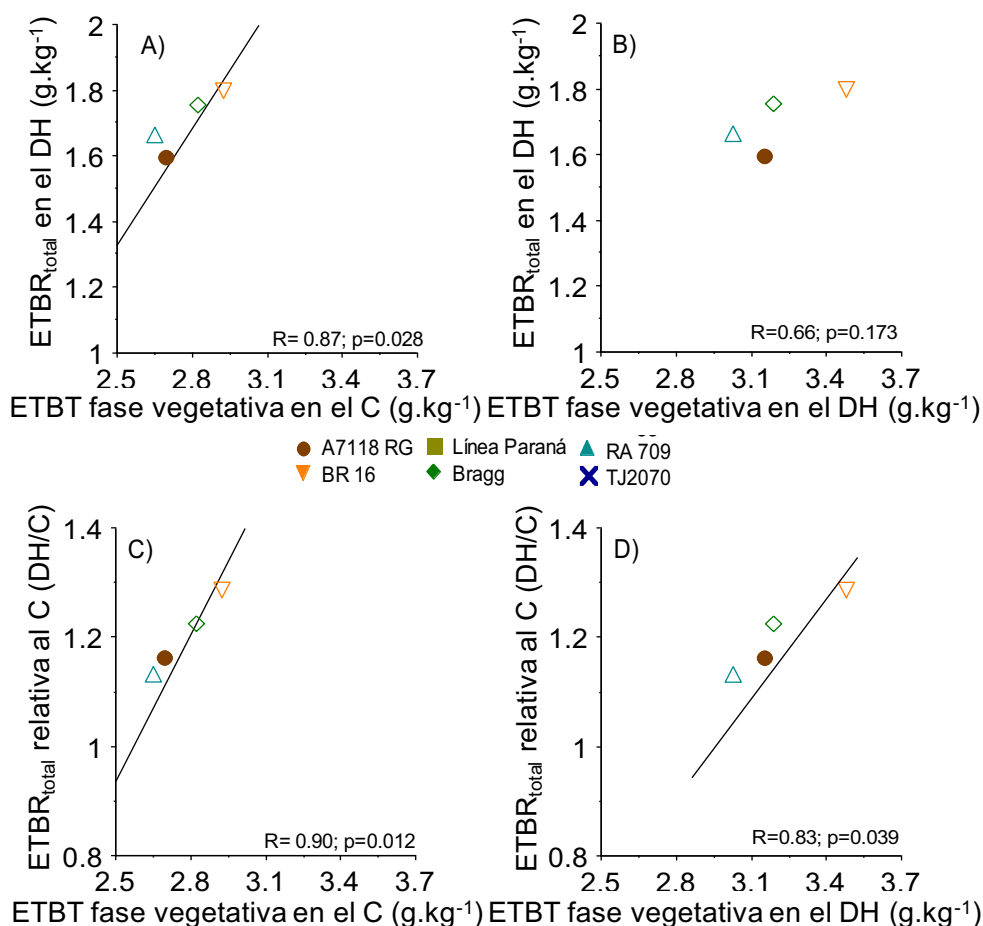 A)
ETBRtotal en el DH (g.kg-1)
2
1.8
1.6
1.4
1.2
1
R= 0.87; p=0.028
2.5 2.8 3.1 3.4 3.7
ETBT fase vegetativa en el C (g.kg-1)
B)
ETBRtotal en el DH (g.kg-1)
2
1.8
1.6
1.4
1.2
1
R=0.66; p=0.173
2.5 2.8 3.1 3.4 3.7
ETBT fase vegetativa en el DH (g.kg-1)
A7118 RG Línea Paraná RA 709
BR 16 Bragg TJ2070
C)
ETBRtotal relativa al C (DH/C)
1.4
1.2
1
0.8
R= 0.90; p=0.012
2.5 2.8 3.1 3.4 3.7
ETBT fase vegetativa en el C (g.kg-1)
D)
ETBRtotal relativa al C (DH/C)
1.4
1.2
1
0.8
R=0.83; p=0.039
2.5 2.8 3.1 3.4 3.7
ETBT fase vegetativa en el DH (g.kg-1)